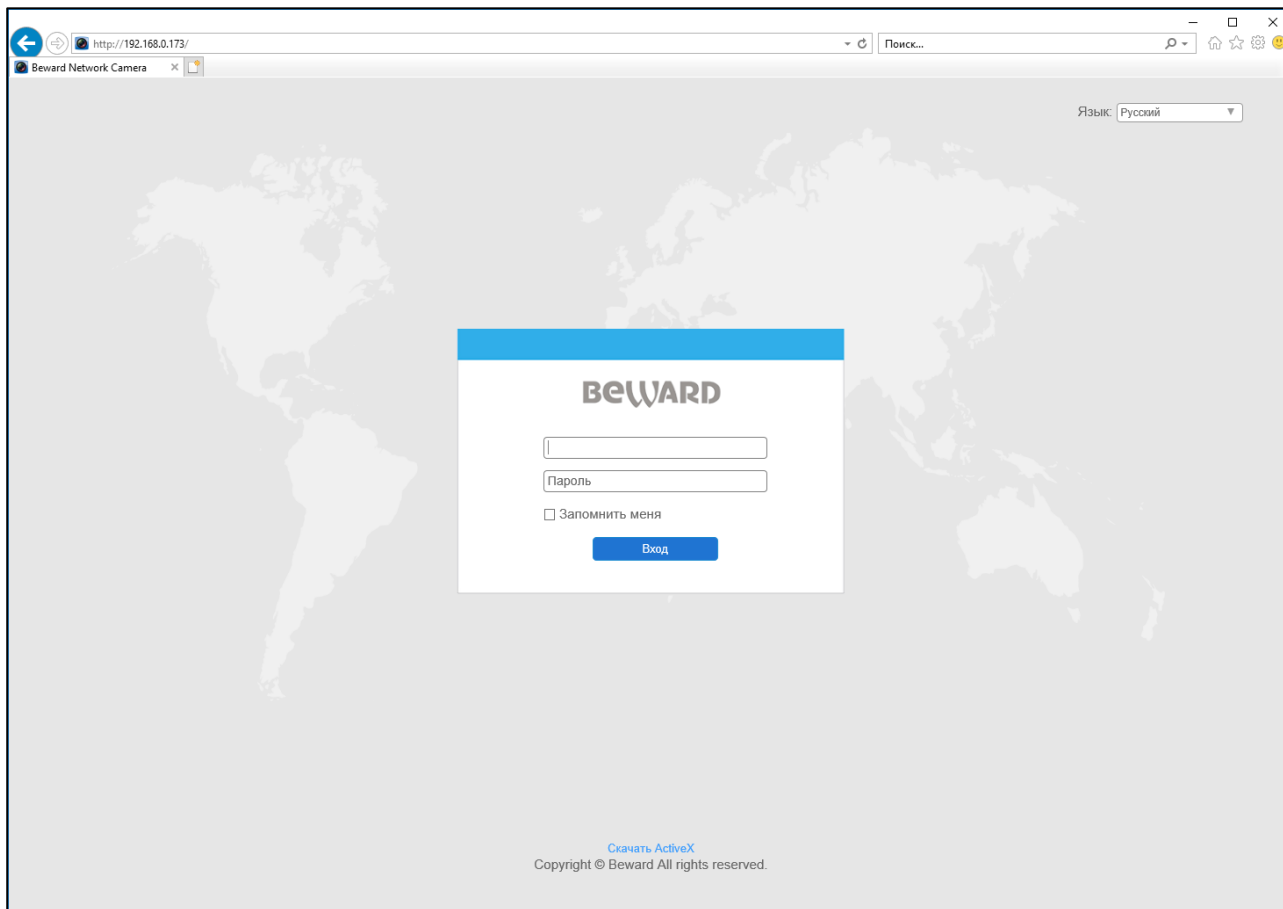 http://192.168.0.173/
Поиск...
Beward Network Camera
Язык: Русский
BeWARD
Пароль
Запомнить меня
Вход
Скачать ActiveX
Copyright © Beward All rights reserved.